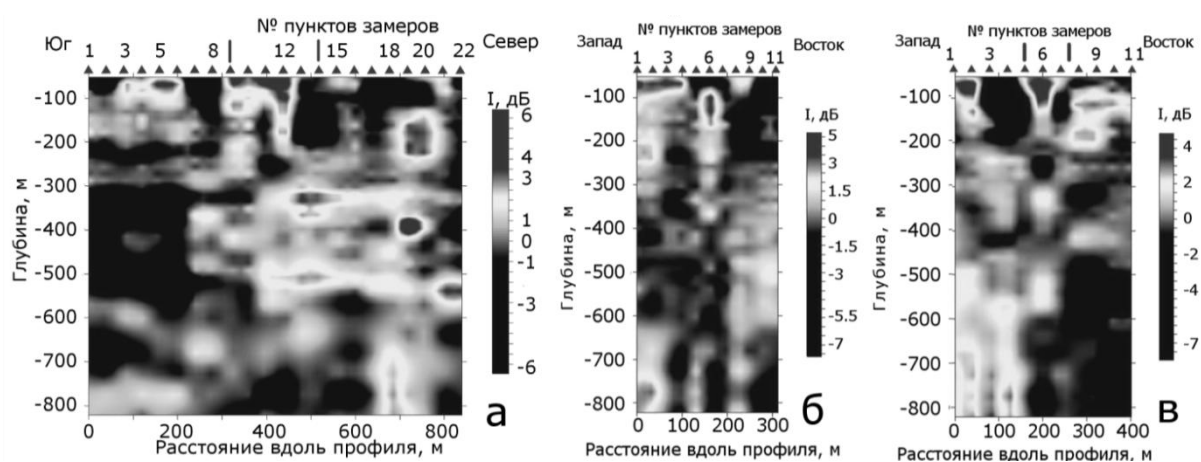 № пунктов замеров
Юг 1 3 5 8 12 15 18 20 22 Север
I, дБ
6
4
3
1
0
-1
-3
-6
Глубина, м
-100
-200
-300
-400
-500
-600
-700
-800
0 200 400 600 800
Расстояние вдоль профиля, м
а
№ пунктов замеров
Запад Восток
1 3 6 9 11
I, дБ
5
3
1.5
0
-1.5
-3
-5.5
-7
Глубина, м
-100
-200
-300
-400
-500
-600
-700
-800
0 100 200 300
Расстояние вдоль профиля, м
б
№ пунктов замеров
Запад Восток
1 3 6 9 11
I, дБ
4
2
0
-2
-4
-7
Глубина, м
-100
-200
-300
-400
-500
-600
-700
-800
0 100 200 300 400
Расстояние вдоль профиля, м
в